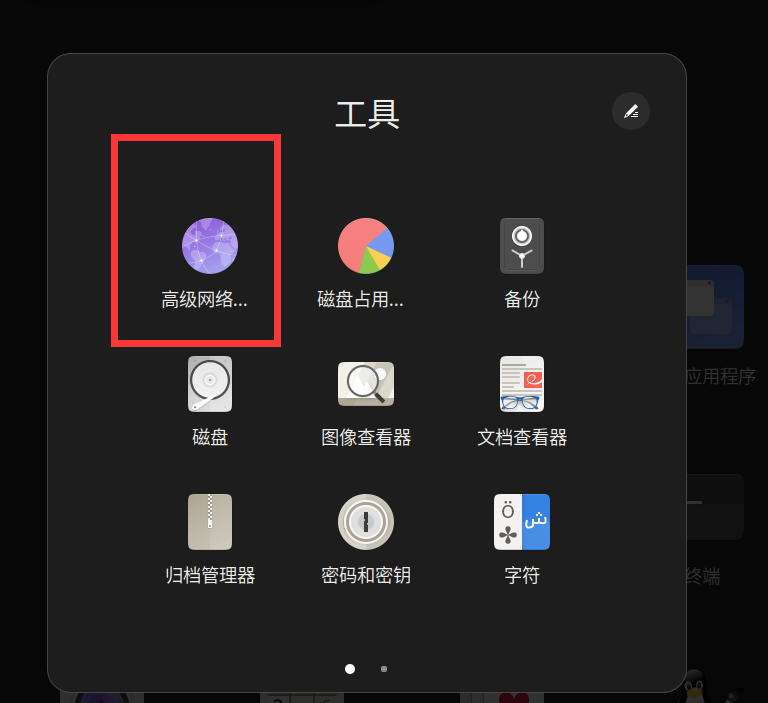 工具
高级网络...
磁盘占用...
备份
应用程序
磁盘
图像查看器
文档查看器
Ö
ش
归档管理器
密码和密钥
字符
终端